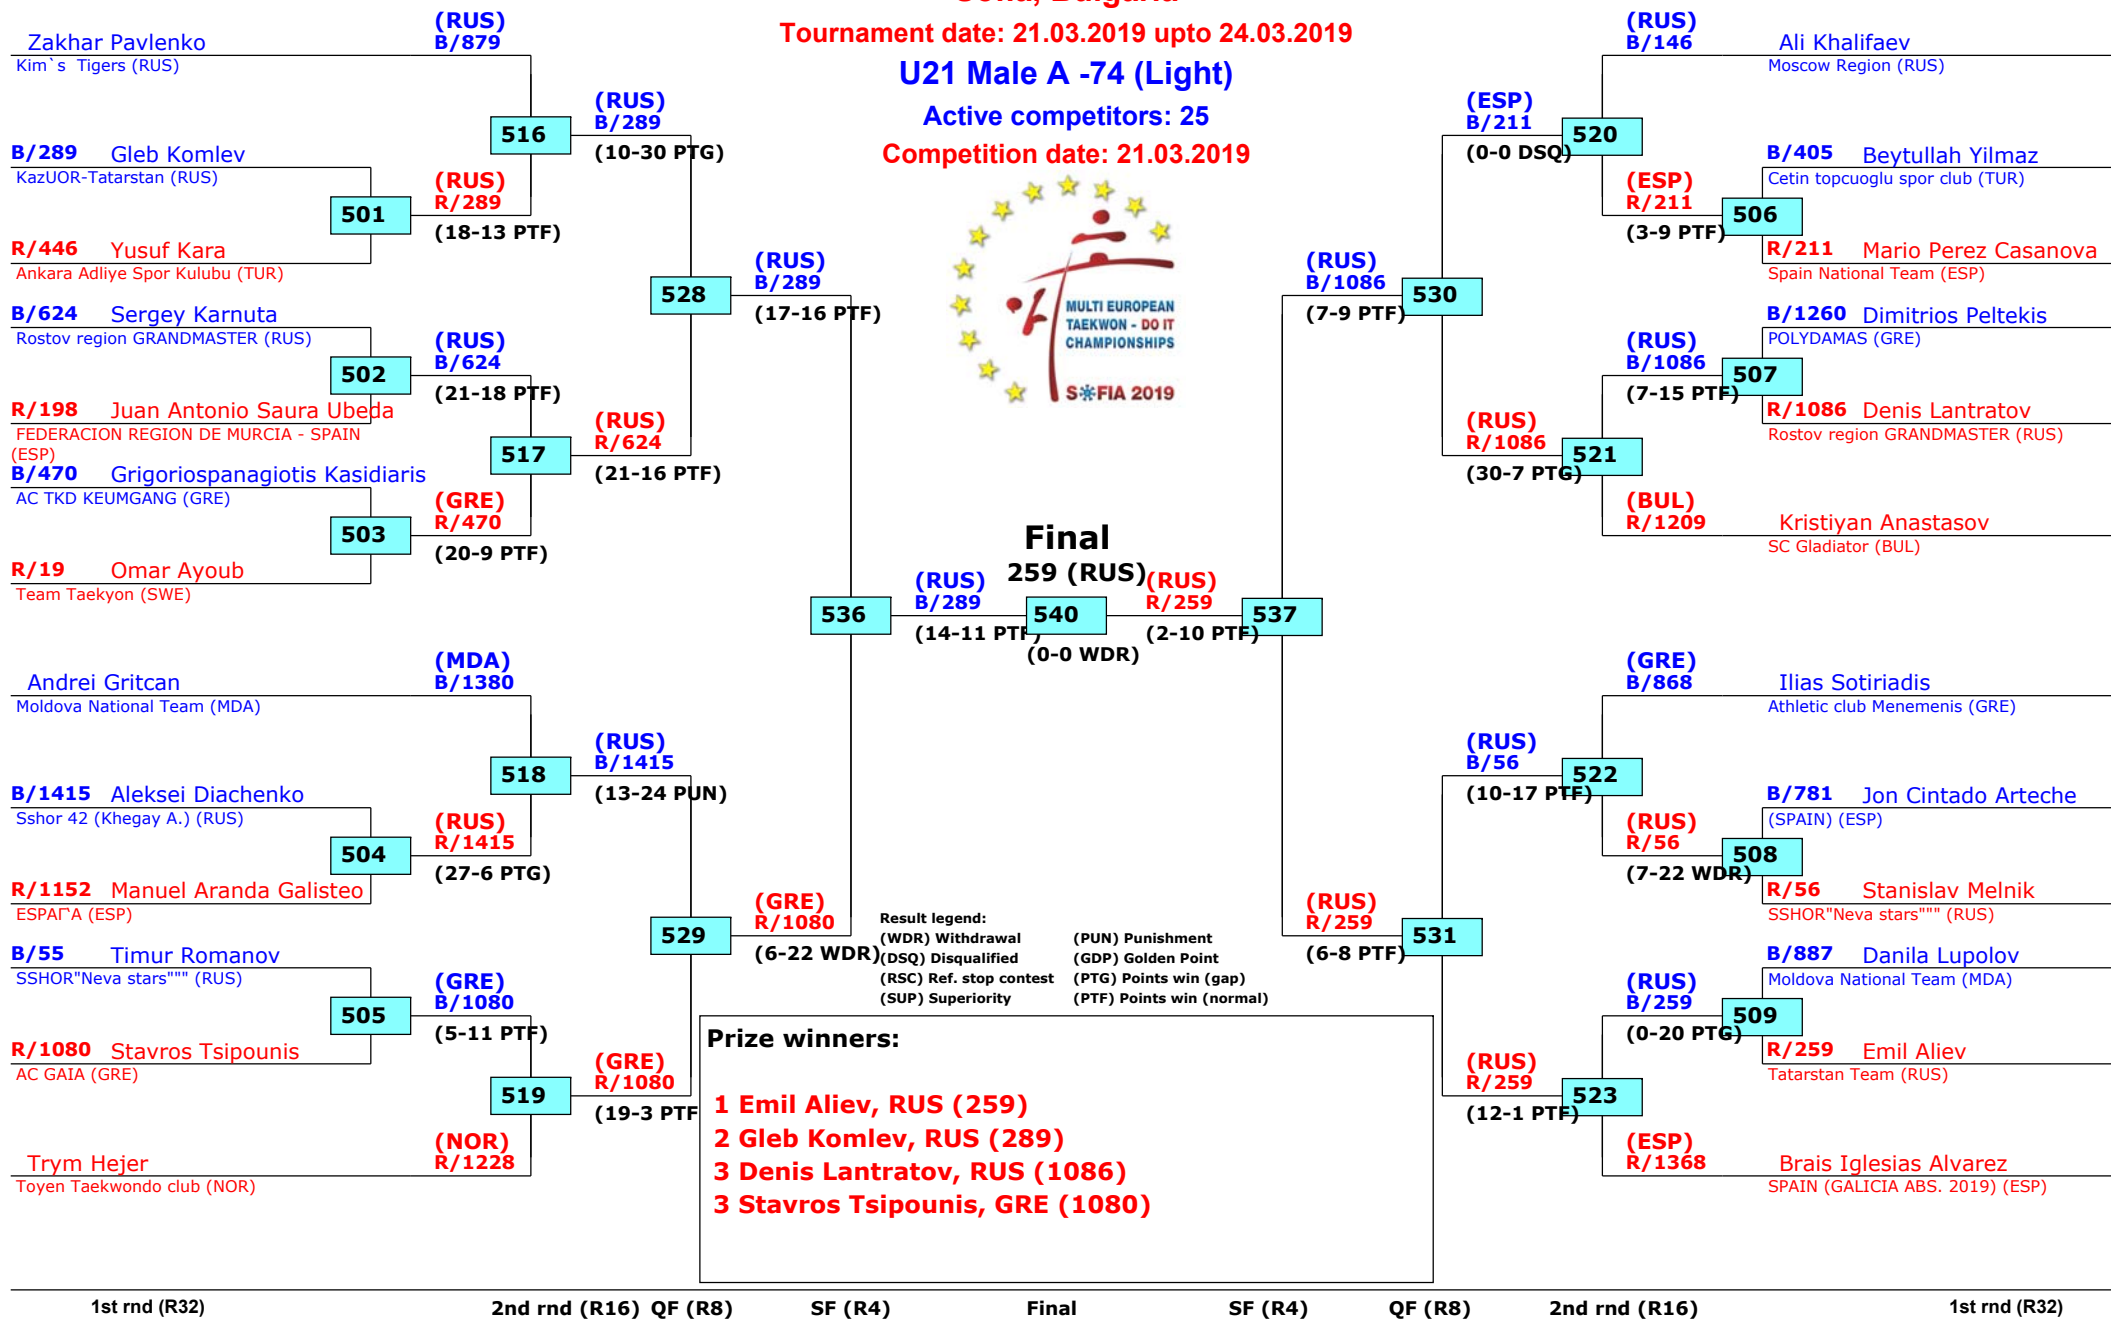 Sofia, Bulgaria
Tournament date: 21.03.2019 upto 24.03.2019
U21 Male A -74 (Light)
Active competitors: 25
Competition date: 21.03.2019
MULTI EUROPEAN
TAEKWON - DO IT
CHAMPIONSHIPS
SOFIA 2019
Zakhar Pavlenko
Kim`s Tigers (RUS)
(RUS)
B/879
B/289 Gleb Komlev
KazUOR-Tatarstan (RUS)
501
R/446 Yusuf Kara
Ankara Adliye Spor Kulubu (TUR)
(RUS)
R/289
(18-13 PTF)
516
(RUS)
B/289
(10-30 PTG)
B/624 Sergey Karnuta
Rostov region GRANDMASTER (RUS)
502
R/198 Juan Antonio Saura Ubeda
FEDERACION REGION DE MURCIA - SPAIN
(ESP)
(RUS)
B/624
(21-18 PTF)
B/470 Grigoriospanagiotis Kasidiaris
AC TKD KEUMGANG (GRE)
503
R/19 Omar Ayoub
Team Taekyon (SWE)
(GRE)
R/470
(20-9 PTF)
517
(RUS)
R/624
(21-16 PTF)
528
(RUS)
B/289
(17-16 PTF)
Andrei Gritcan
Moldova National Team (MDA)
(MDA)
B/1380
B/1415 Aleksei Diachenko
Sshor 42 (Khegay A.) (RUS)
504
R/1152 Manuel Aranda Galisteo
ESPAГ'A (ESP)
(RUS)
R/1415
(27-6 PTG)
518
(RUS)
B/1415
(13-24 PUN)
B/55 Timur Romanov
SSHOR"Neva stars""" (RUS)
505
R/1080 Stavros Tsipounis
AC GAIA (GRE)
(GRE)
B/1080
(5-11 PTF)
519
(GRE)
R/1080
(19-3 PTF
Trym Hejer
Toyen Taekwondo club (NOR)
(NOR)
R/1228
529
(GRE)
R/1080
(6-22 WDR)
536
(RUS)
B/289
(14-11 PTF)
Final
259 (RUS)
540
(0-0 WDR)
(RUS)
R/259
(2-10 PTF)
537
(RUS)
B/146
Ali Khalifaev
Moscow Region (RUS)
(ESP)
B/211
(0-0 DSQ)
520
B/405 Beytullah Yilmaz
Cetin topcuoglu spor club (TUR)
(ESP)
R/211
(3-9 PTF)
506
R/211 Mario Perez Casanova
Spain National Team (ESP)
(RUS)
B/1086
(7-9 PTF)
530
B/1260 Dimitrios Peltekis
POLYDAMAS (GRE)
(RUS)
B/1086
(7-15 PTF)
507
R/1086 Denis Lantratov
Rostov region GRANDMASTER (RUS)
(RUS)
R/1086
(30-7 PTG)
521
(BUL)
R/1209
Kristiyan Anastasov
SC Gladiator (BUL)
(GRE)
B/868
Ilias Sotiriadis
Athletic club Menemenis (GRE)
(RUS)
B/56
(10-17 PTF)
522
B/781 Jon Cintado Arteche
(SPAIN) (ESP)
(RUS)
R/56
(7-22 WDR)
508
R/56 Stanislav Melnik
SSHOR"Neva stars""" (RUS)
(RUS)
R/259
(6-8 PTF)
531
B/887 Danila Lupolov
Moldova National Team (MDA)
(RUS)
B/259
(0-20 PTG)
509
R/259 Emil Aliev
Tatarstan Team (RUS)
(RUS)
R/259
(12-1 PTF)
523
(ESP)
R/1368
Brais Iglesias Alvarez
SPAIN (GALICIA ABS. 2019) (ESP)
Result legend:
(WDR) Withdrawal (PUN) Punishment
(DSQ) Disqualified (GDP) Golden Point
(RSC) Ref. stop contest (PTG) Points win (gap)
(SUP) Superiority (PTF) Points win (normal)
Prize winners:
1 Emil Aliev, RUS (259)
2 Gleb Komlev, RUS (289)
3 Denis Lantratov, RUS (1086)
3 Stavros Tsipounis, GRE (1080)
1st rnd (R32) 2nd rnd (R16) QF (R8) SF (R4) Final SF (R4) QF (R8) 2nd rnd (R16) 1st rnd (R32)